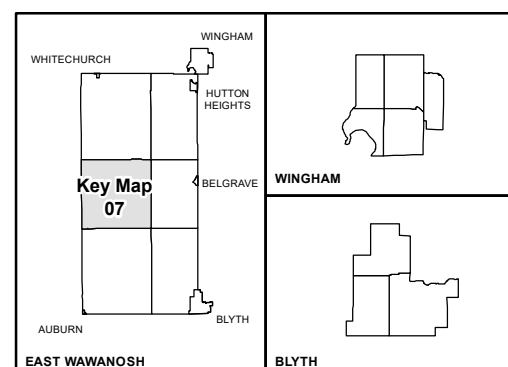 WINGHAM
WHITECHURCH
HUTTON
HEIGHTS
Key Map
07
BELGRAVE
BLYTH
AUBURN
EAST WAWANOSH
WINGHAM
BLYTH